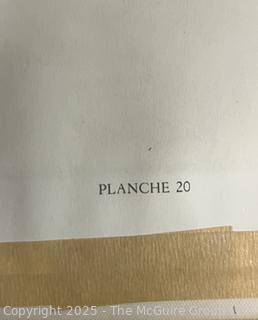 PLANCHE 20
Copyright 2025 - The McGuire Group